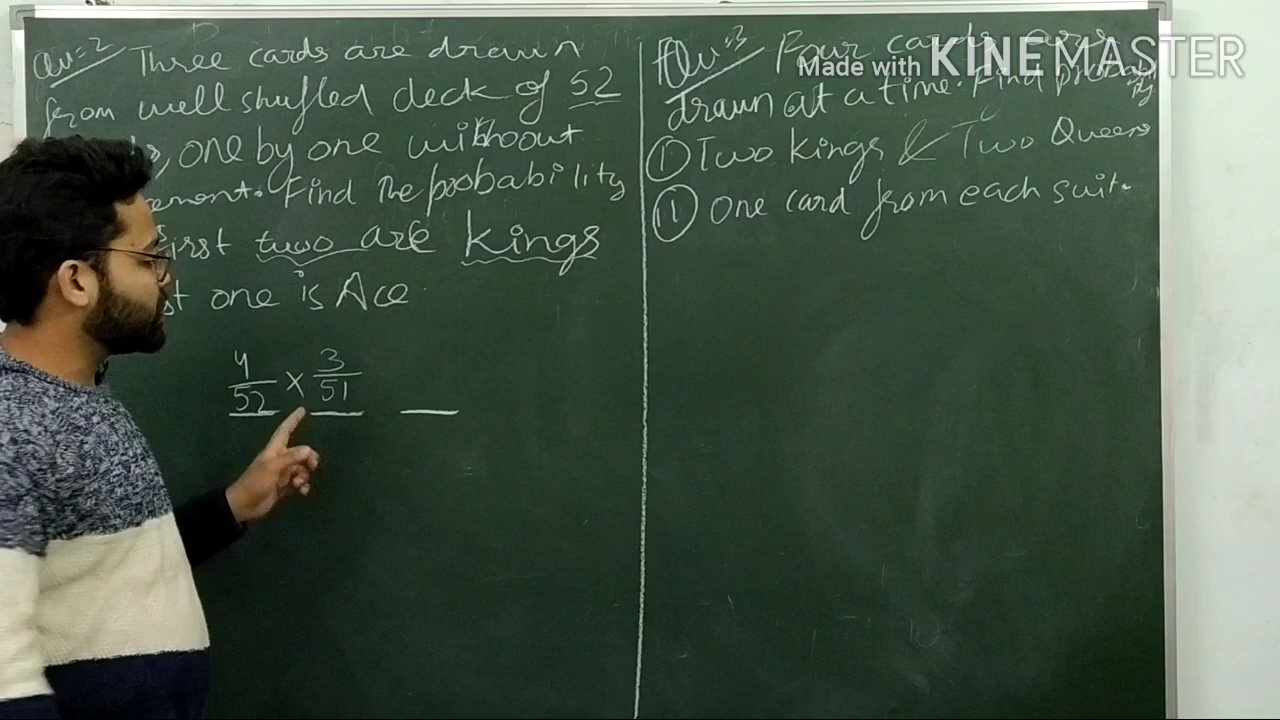 Qu=2 Three cards are drawn
from well shufled deck of 52
one by one without
Find the probability
first two are Kings
one is Ace
4/52 × 3/51
Qu=3 Four cards are
drawn at a time. Find probability
(i) Two kings & Two Queens
(ii) One card from each suit.
Made with KINEMASTER